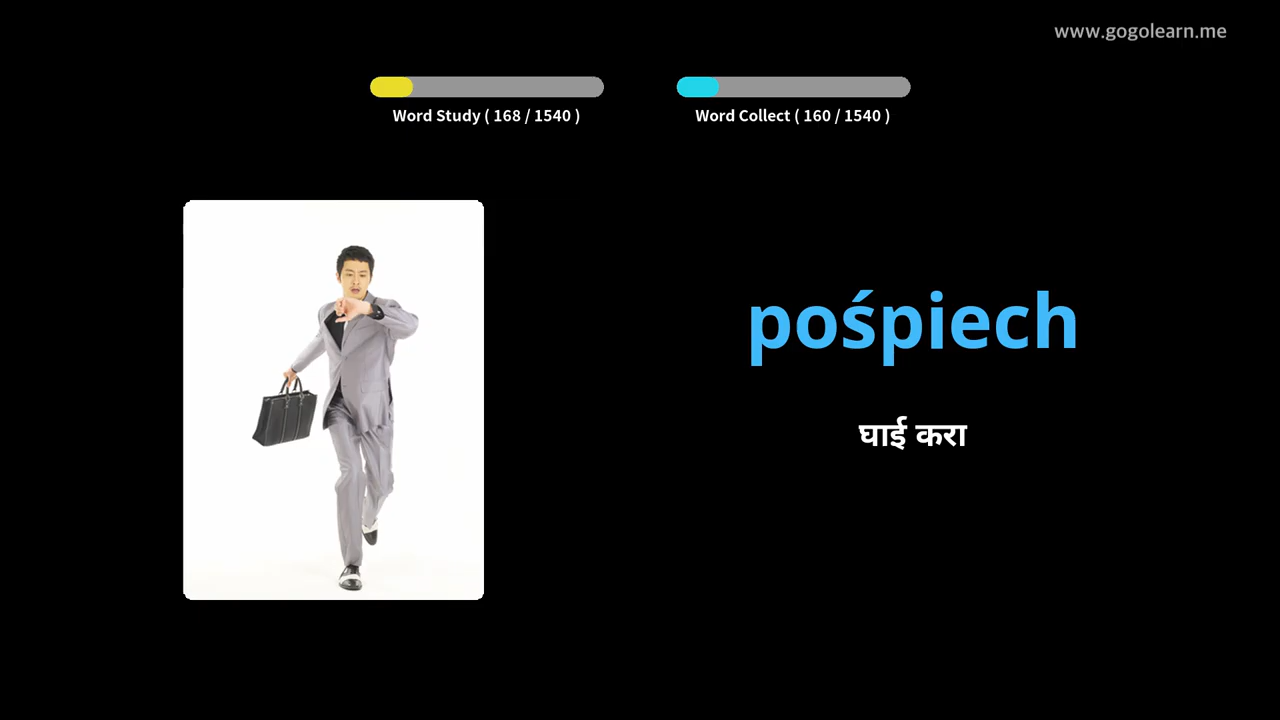 www.gogolearn.me
Word Study ( 168 / 1540 )
Word Collect ( 160 / 1540 )
pośpiech
घाई करा